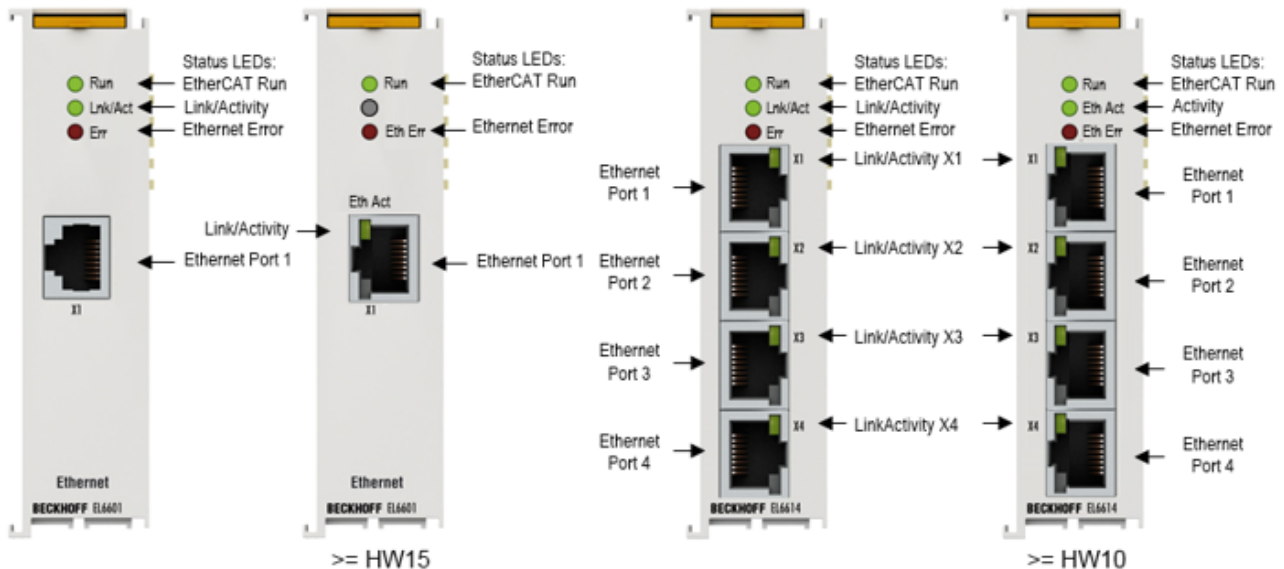 Status LEDs:
Run
EtherCAT Run
Lnk/Act
Link/Activity
Err
Ethernet Error
Ethernet Port 1
X1
Ethernet
BECKHOFF EL6601
Status LEDs:
Run
EtherCAT Run
Eth Err
Ethernet Error
Eth Act
Link/Activity
Ethernet Port 1
X1
Ethernet
BECKHOFF EL6601
>= HW15
Status LEDs:
Run
EtherCAT Run
Lnk/Act
Link/Activity
Err
Ethernet Error
X1
Link/Activity X1
Ethernet
Port 1
X2
Link/Activity X2
Ethernet
Port 2
X3
Link/Activity X3
Ethernet
Port 3
X4
LinkActivity X4
Ethernet
Port 4
BECKHOFF EL6614
Status LEDs:
Run
EtherCAT Run
Eth Act
Activity
Eth Err
Ethernet Error
X1
Ethernet
Port 1
X2
Ethernet
Port 2
X3
Ethernet
Port 3
X4
Ethernet
Port 4
BECKHOFF EL6614
>= HW10